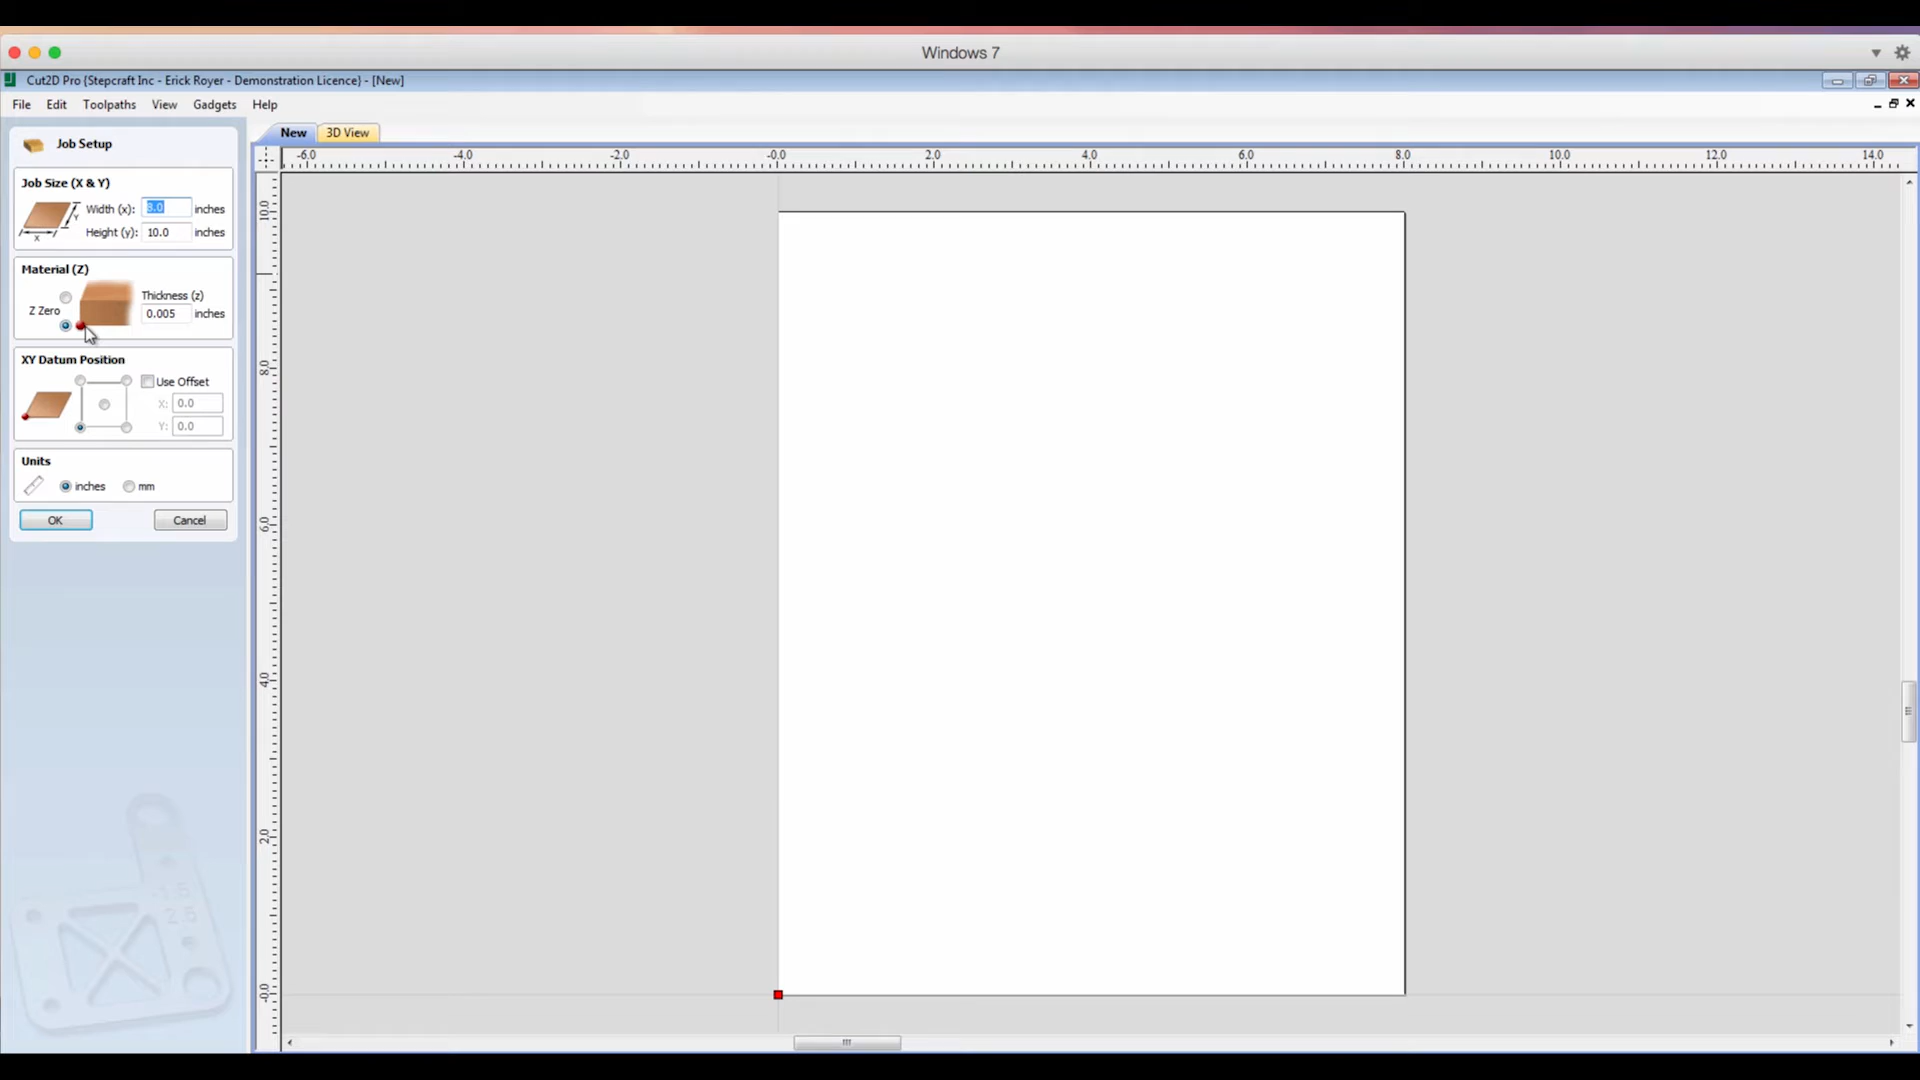 Windows 7
Cut2D Pro {Stepcraft Inc - Erick Royer - Demonstration Licence} - [New]
File Edit Toolpaths View Gadgets Help
New 3D View
Job Setup
-6.0 -4.0 -2.0 -0.0 2.0 4.0 6.0 8.0 10.0 12.0 14.0
Job Size (X & Y)
Width (x): 8.0 inches
Height (y): 10.0 inches
Y
X
Material (Z)
Z Zero
Thickness (z)
0.005 inches
XY Datum Position
Use Offset
X: 0.0
Y: 0.0
Units
inches mm
OK Cancel
10.0
8.0
6.0
4.0
2.0
-0.0
-1.5
2.5